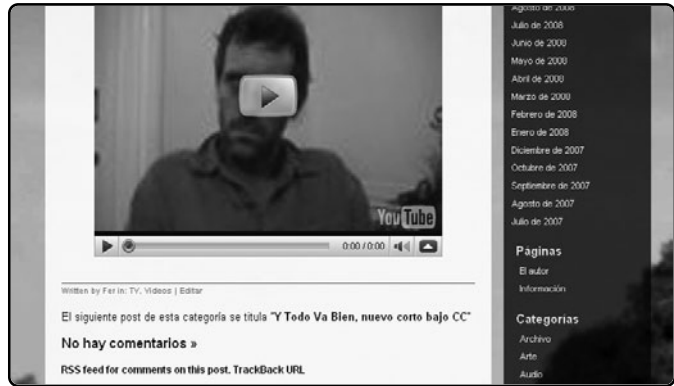 YouTube
0:00 / 0:00
Written by Fer in: TV, Videos | Editar
El siguiente post de esta categoría se titula "Y Todo Va Bien, nuevo corto bajo CC"
No hay comentarios »
RSS feed for comments on this post. TrackBack URL
Agosto de 2008
Julio de 2008
Junio de 2008
Mayo de 2008
Abril de 2008
Marzo de 2008
Febrero de 2008
Enero de 2008
Diciembre de 2007
Octubre de 2007
Septiembre de 2007
Agosto de 2007
Julio de 2007
Páginas
El autor
Información
Categorías
Archivo
Arte
Audio